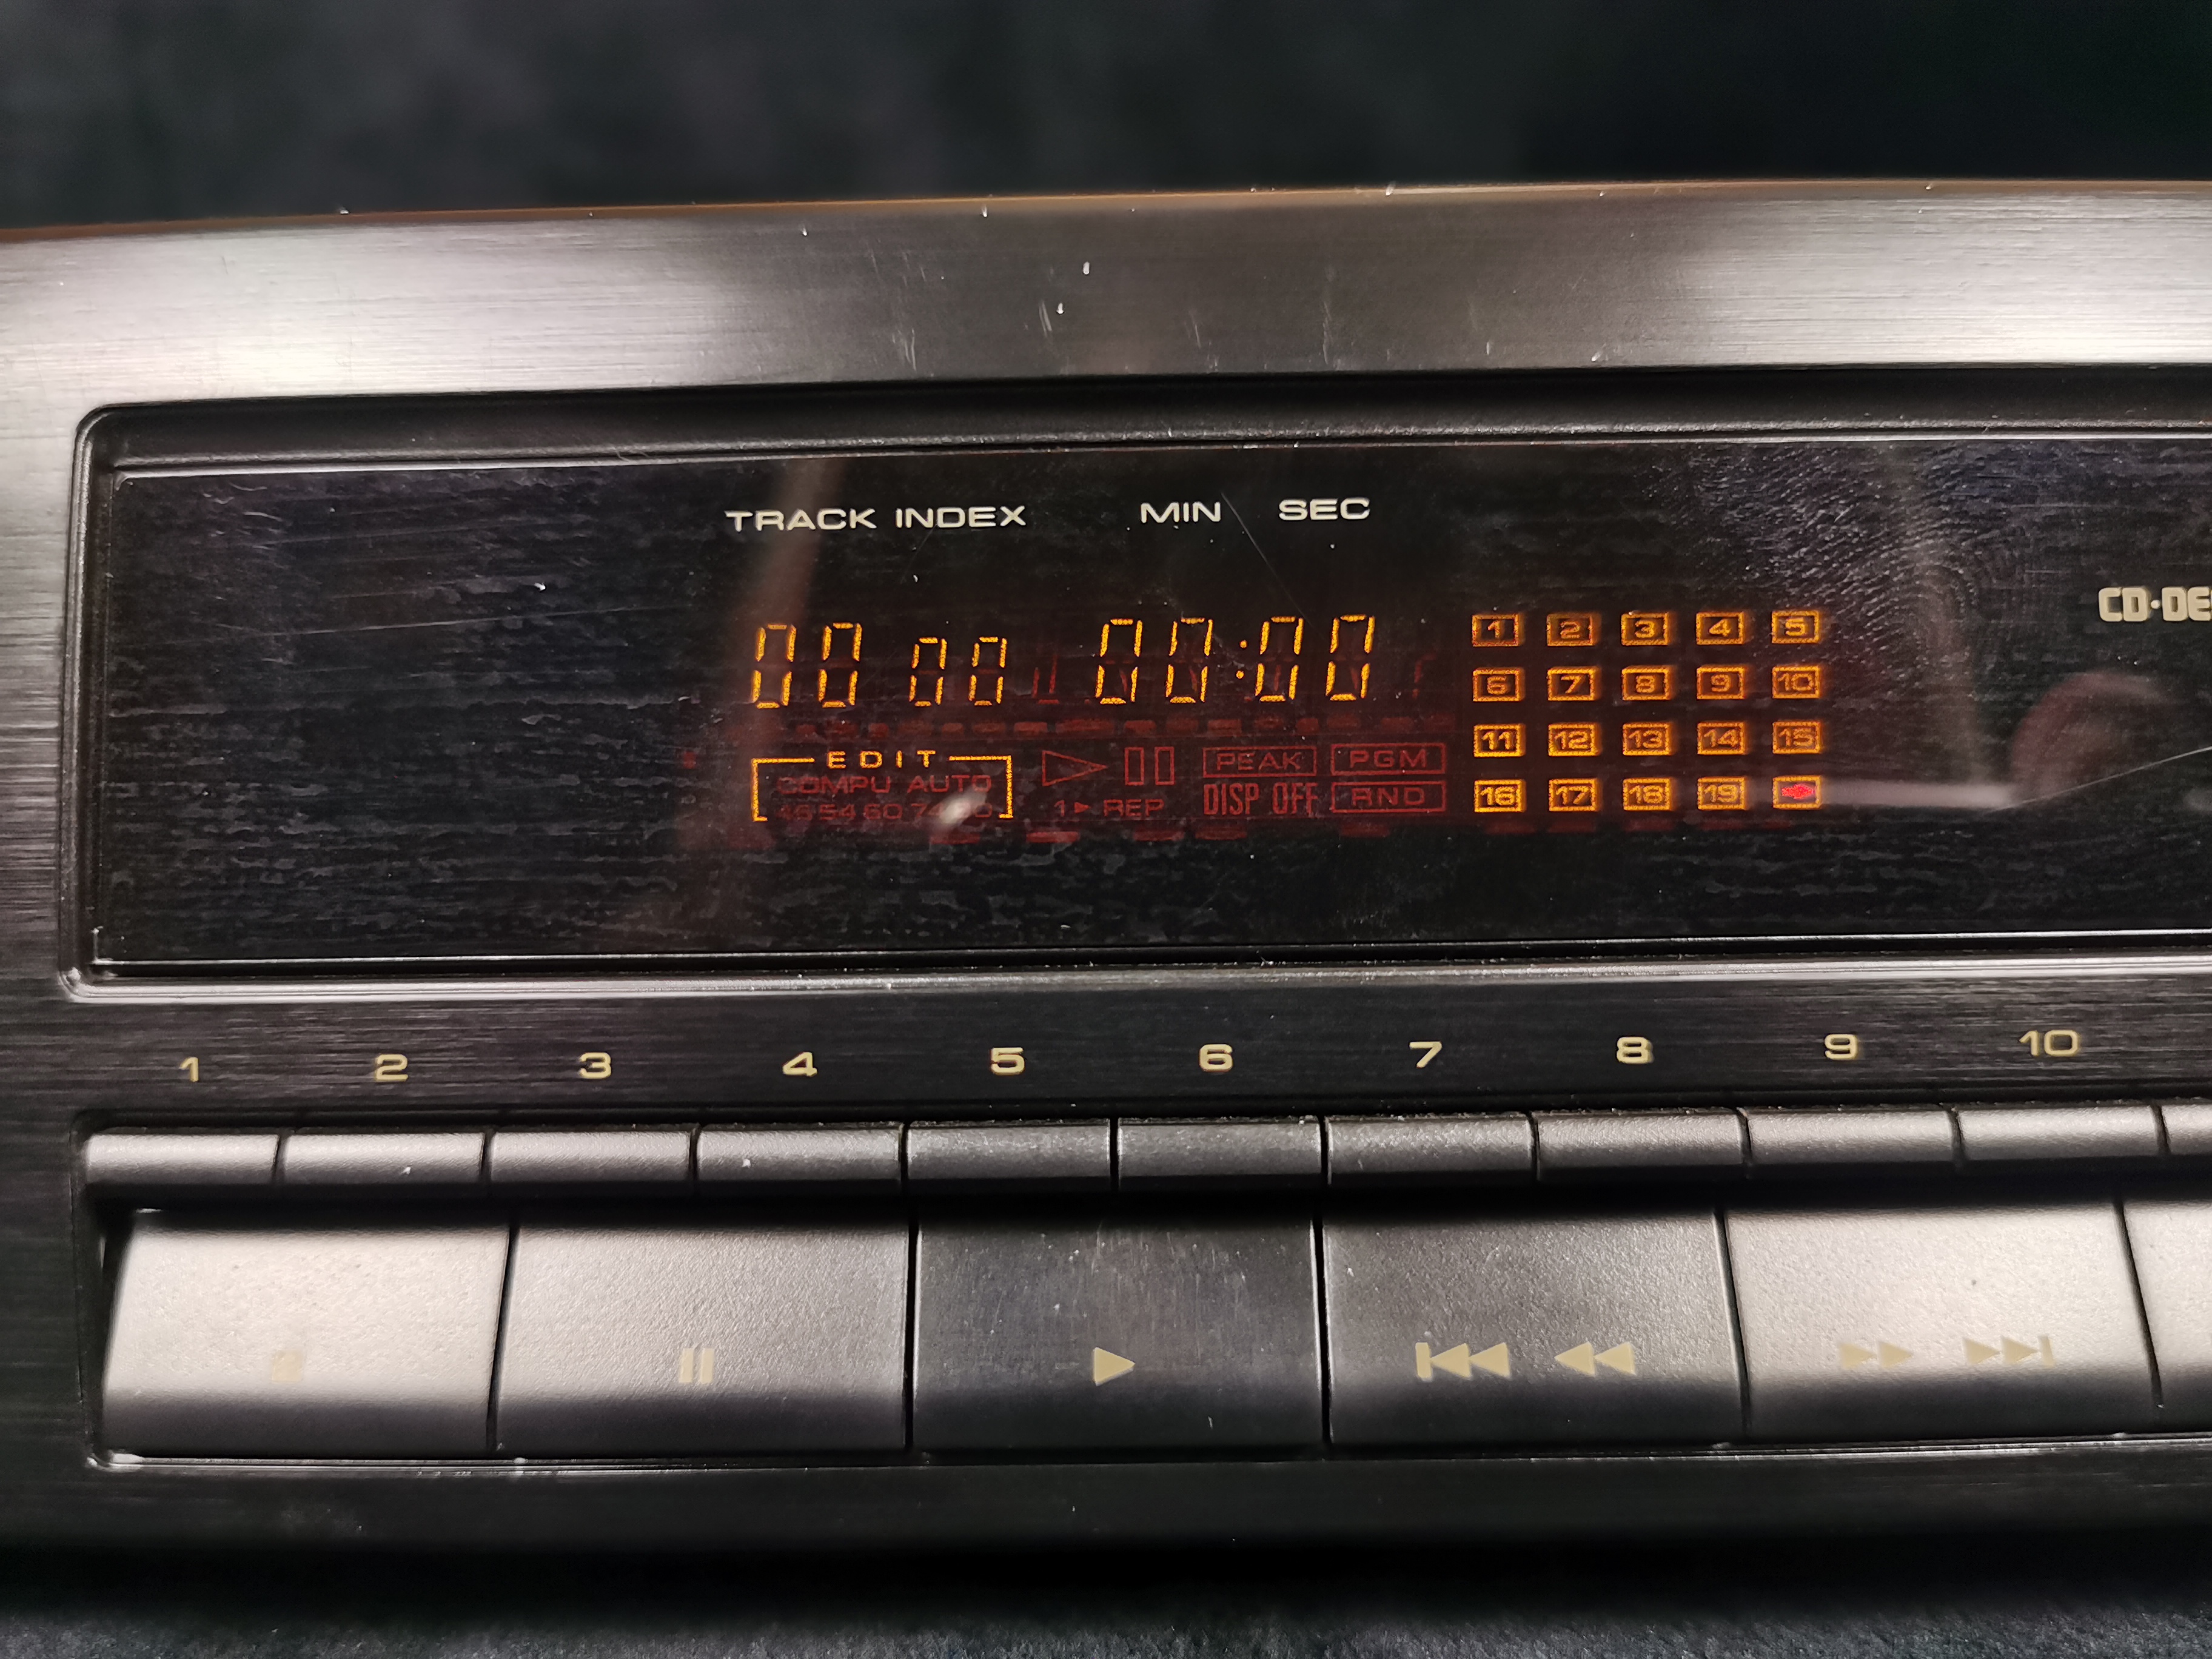 TRACK INDEX MIN SEC
00 00 00:00
1 2 3 4 5
6 7 8 9 10
11 12 13 14 15
16 17 18 19
EDIT
COMPU AUTO
PEAK PGM
1 REP DISP OFF RND
CD·DE
1 2 3 4 5 6 7 8 9 10